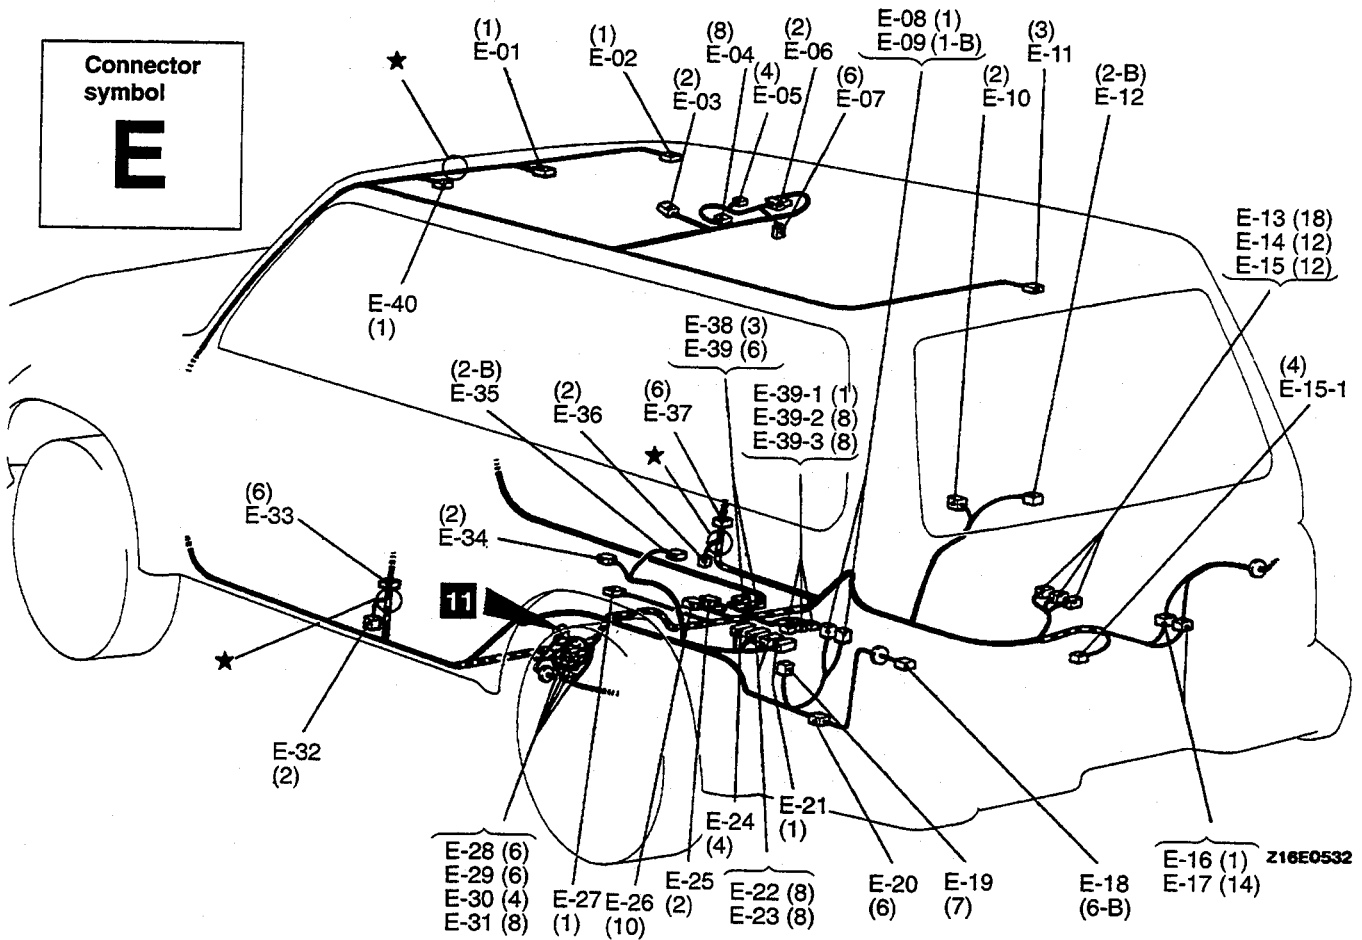 Connector
symbol
E
★
(1)
E-01
(1)
E-02
(2)
E-03
(8)
E-04
(4)
E-05
(2)
E-06
(6)
E-07
E-08 (1)
E-09 (1-B)
(2)
E-10
(3)
E-11
(2-B)
E-12
E-13 (18)
E-14 (12)
E-15 (12)
(4)
E-15-1
E-40
(1)
E-38 (3)
E-39 (6)
(2-B)
E-35
(2)
E-36
(6)
E-37
E-39-1 (1)
E-39-2 (8)
E-39-3 (8)
★
(6)
E-33
(2)
E-34
11
★
E-32
(2)
E-28 (6)
E-29 (6)
E-30 (4)
E-31 (8)
E-27
(1)
E-26
(10)
E-25
(2)
E-24
(4)
E-21
(1)
E-22 (8)
E-23 (8)
E-20
(6)
E-19
(7)
E-18
(6-B)
E-16 (1)
E-17 (14)
Z16E0532